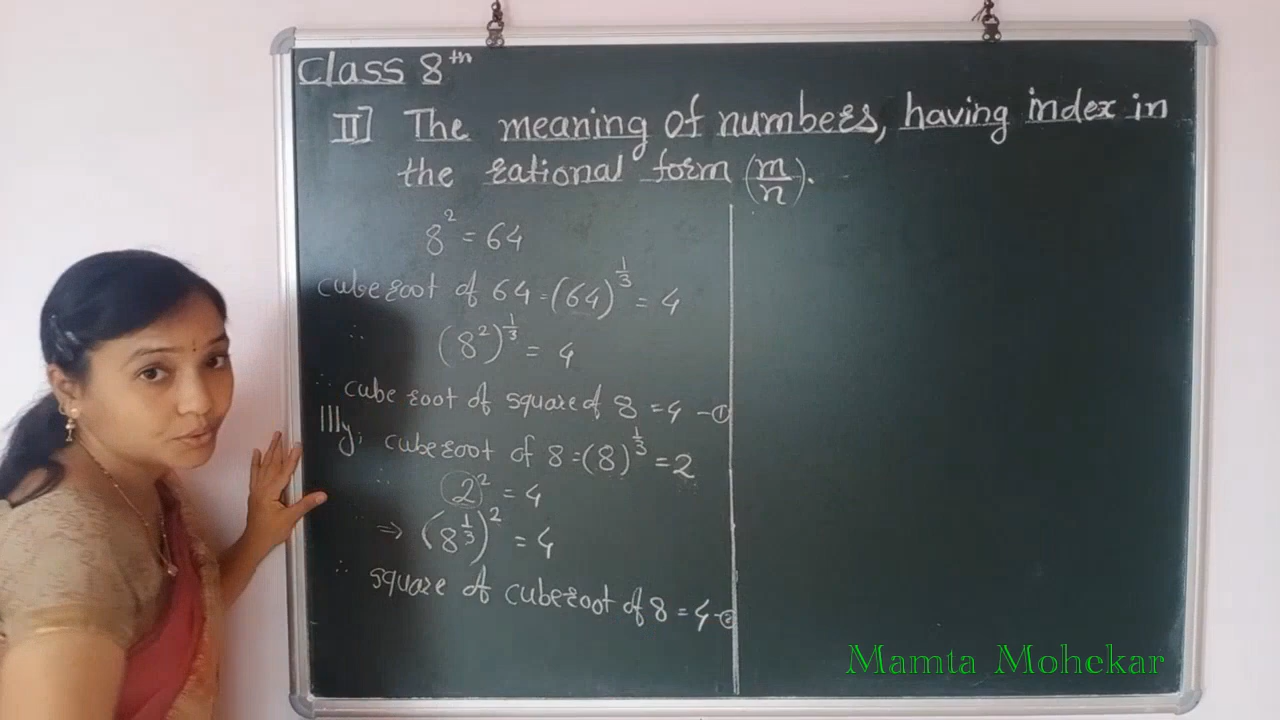 Class 8th
II] The meaning of numbers, having index in
the rational form (m/n).
8² = 64
cube root of 64 = (64)^(1/3) = 4
∴ (8²)^(1/3) = 4
∴ cube root of square of 8 = 4 – ①
|||ly, cube root of 8 = (8)^(1/3) = 2
∴ 2² = 4
⇒ (8^(1/3))² = 4
∴ square of cube root of 8 = 4 – ②
Mamta Mohekar